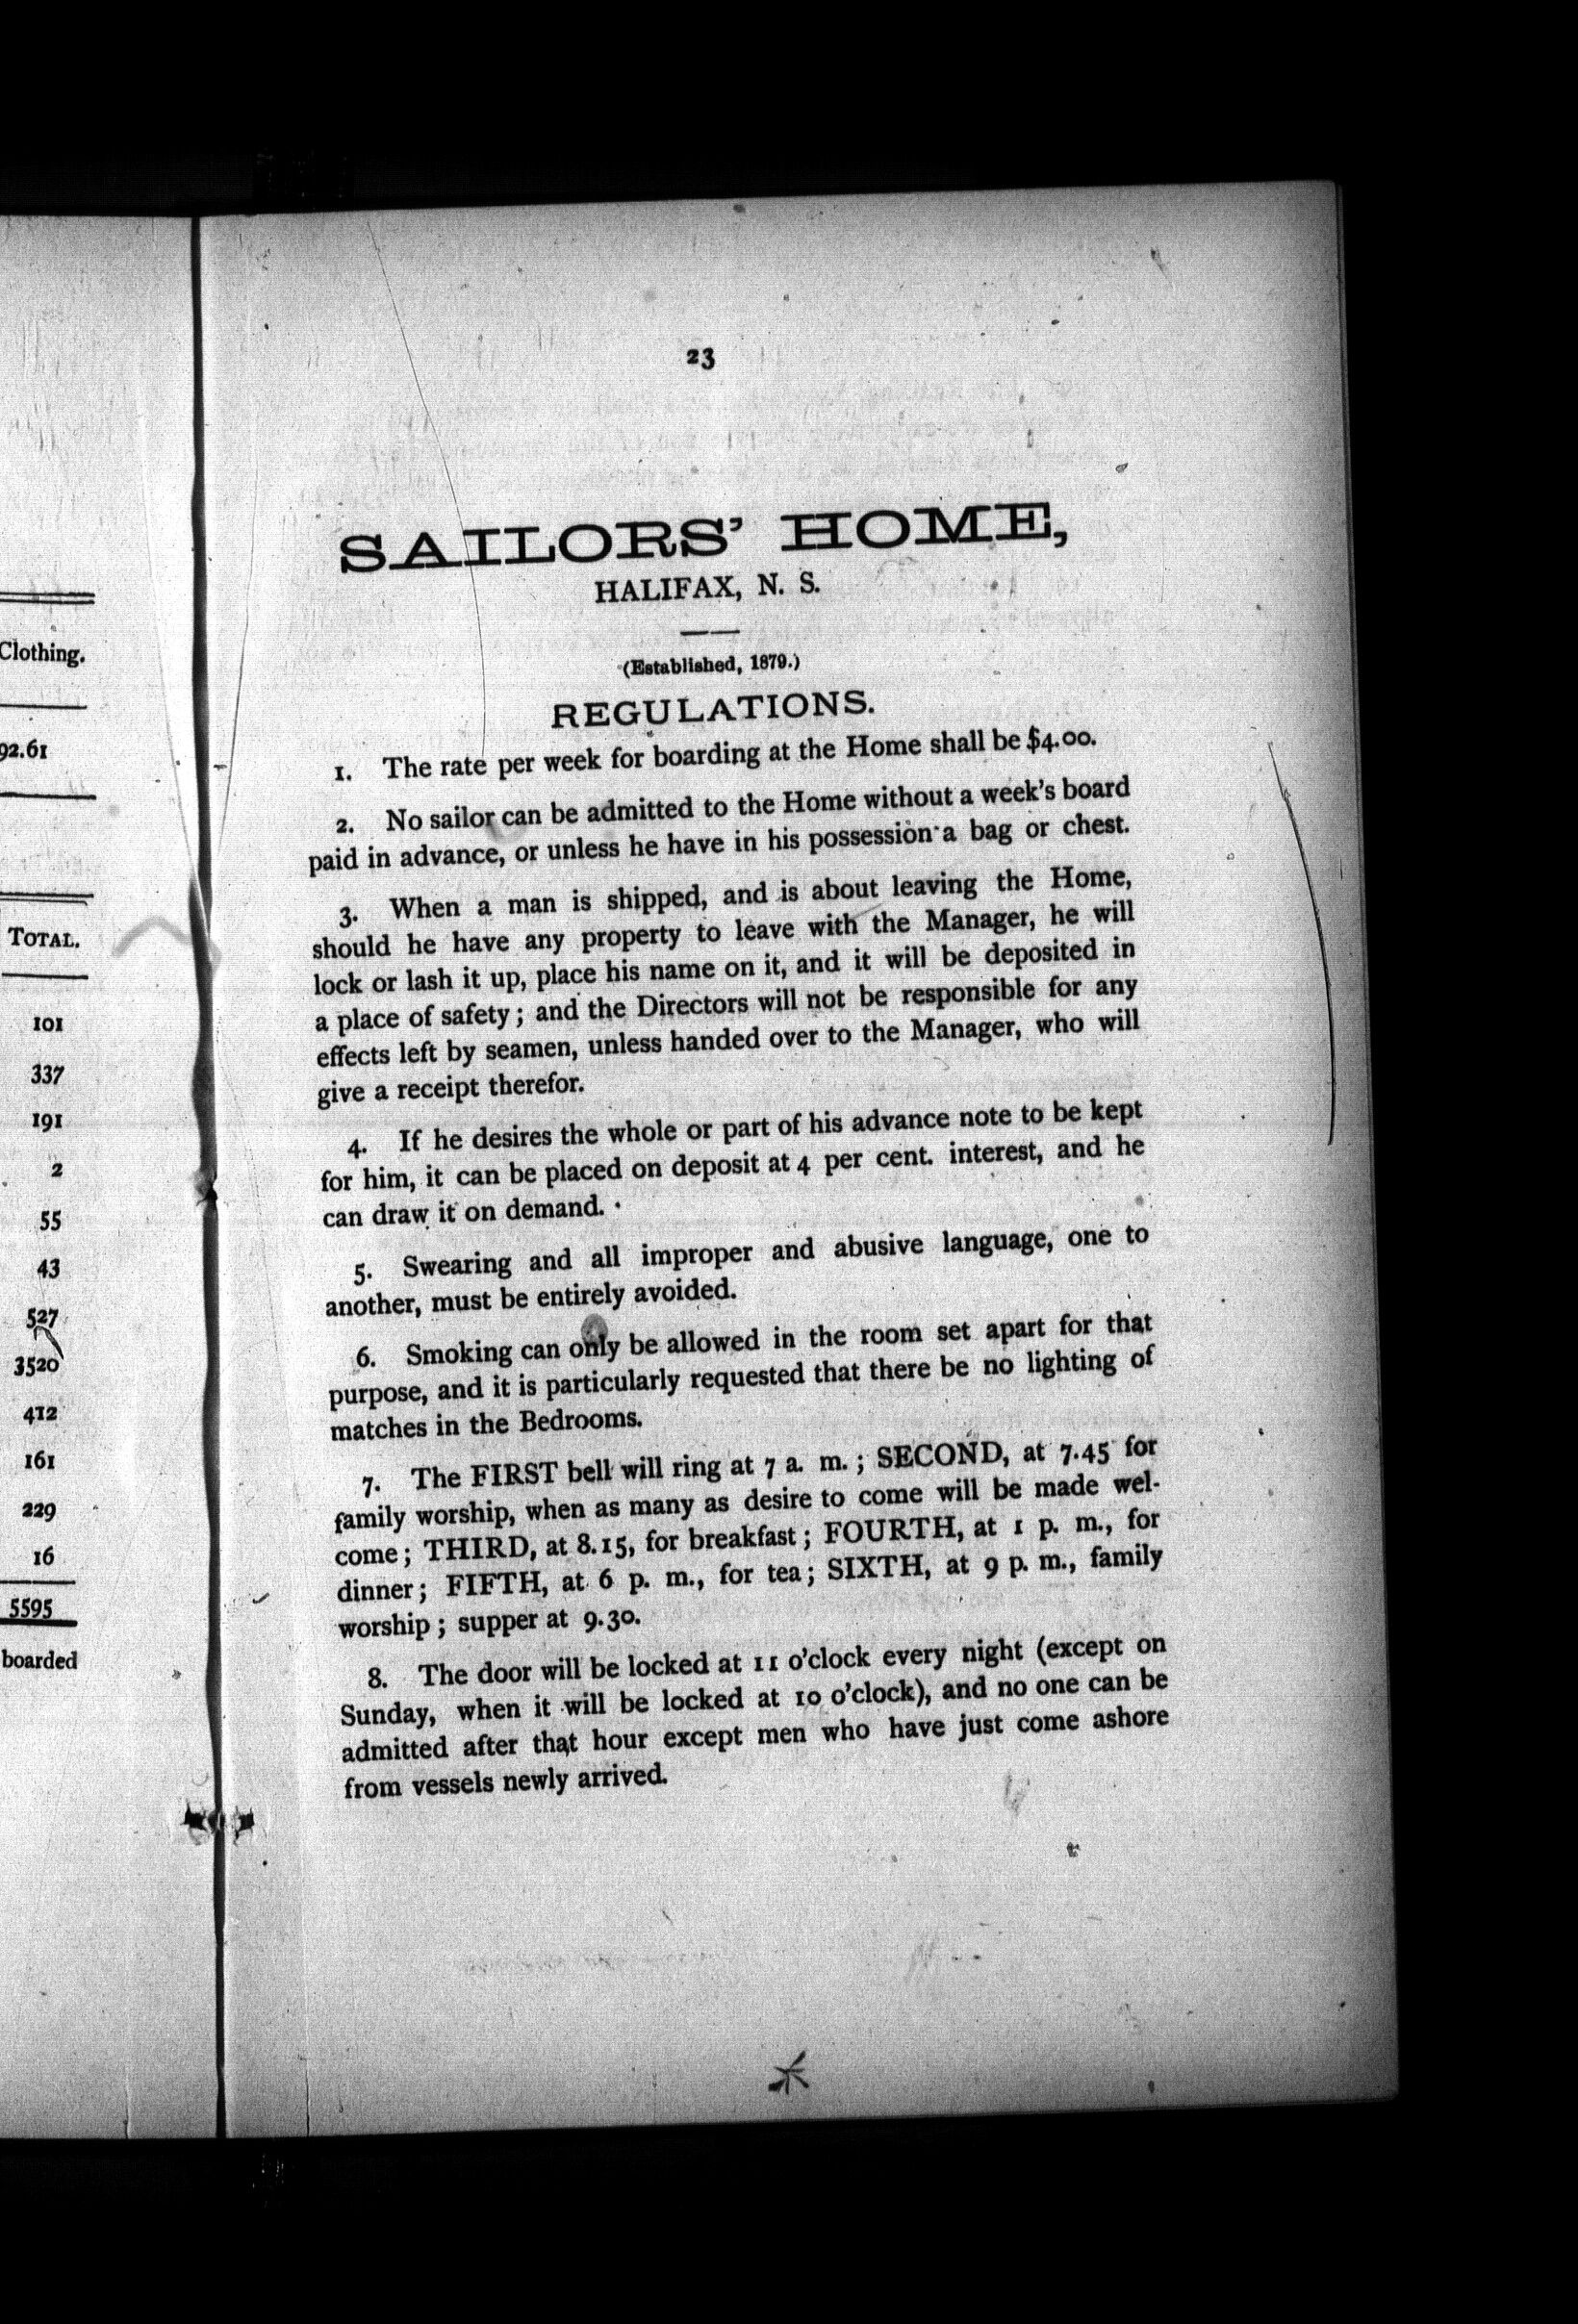 Clothing.
92.61
TOTAL.
101
337
191
2
55
43
527
3520
412
161
229
16
5595
boarded
23
SAILORS' HOME,
HALIFAX, N. S.
(Established, 1879.)
REGULATIONS.
1. The rate per week for boarding at the Home shall be $4.00.
2. No sailor can be admitted to the Home without a week's board
paid in advance, or unless he have in his possession a bag or chest.
3. When a man is shipped, and is about leaving the Home,
should he have any property to leave with the Manager, he will
lock or lash it up, place his name on it, and it will be deposited in
a place of safety; and the Directors will not be responsible for any
effects left by seamen, unless handed over to the Manager, who will
give a receipt therefor.
4. If he desires the whole or part of his advance note to be kept
for him, it can be placed on deposit at 4 per cent. interest, and he
can draw it on demand.
5. Swearing and all improper and abusive language, one to
another, must be entirely avoided.
6. Smoking can only be allowed in the room set apart for that
purpose, and it is particularly requested that there be no lighting of
matches in the Bedrooms.
7. The FIRST bell will ring at 7 a. m.; SECOND, at 7.45 for
family worship, when as many as desire to come will be made wel-
come; THIRD, at 8.15, for breakfast; FOURTH, at 1 p. m., for
dinner; FIFTH, at 6 p. m., for tea; SIXTH, at 9 p. m., family
worship; supper at 9.30.
8. The door will be locked at 11 o'clock every night (except on
Sunday, when it will be locked at 10 o'clock), and no one can be
admitted after that hour except men who have just come ashore
from vessels newly arrived.